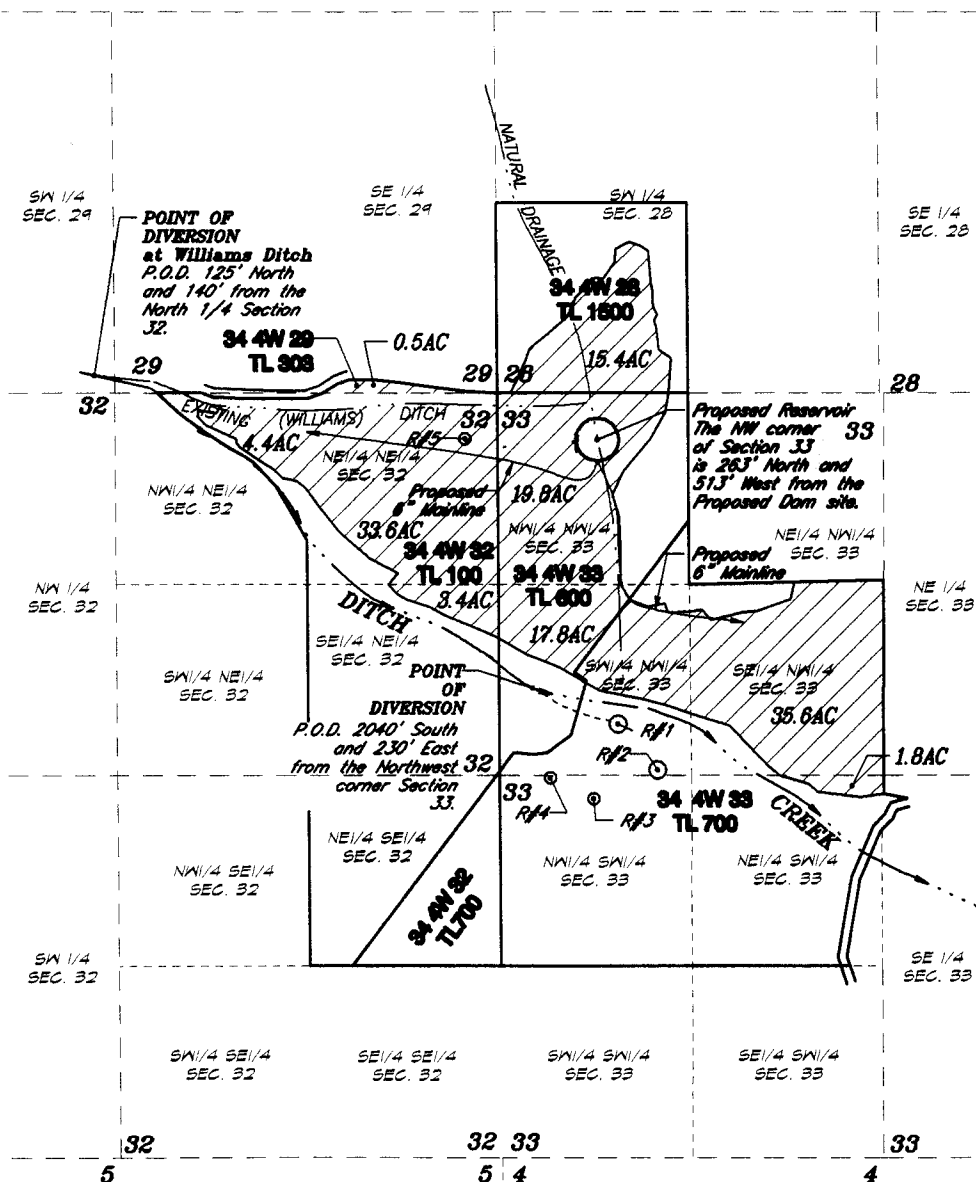 NATURAL DRAINAGE
SW 1/4
SEC. 29
SE 1/4
SEC. 29
SW 1/4
SEC. 28
SE 1/4
SEC. 28
POINT OF
DIVERSION
at Williams Ditch
P.O.D. 125' North
and 140' from the
North 1/4 Section
32.
34 4W 28
TL 1500
15.4AC
34 4W 29
TL 303
0.5AC
29
29 28
28
32
32 33
33
EXISTING (WILLIAMS) DITCH
R#5
4.4AC
NE1/4 NE1/4
SEC. 32
Proposed Reservoir
The NW corner
of Section 33
is 263' North and
513' West from the
Proposed Dam site.
NW1/4 NE1/4
SEC. 32
Proposed
6" Mainline
19.8AC
33.6AC
NW1/4 NW1/4
SEC. 33
NE1/4 NW1/4
SEC. 33
34 4W 32
TL 100
34 4W 33
TL 600
Proposed
6" Mainline
NW 1/4
SEC. 32
NE 1/4
SEC. 33
3.4AC
17.8AC
DITCH
SE1/4 NE1/4
SEC. 32
SW1/4 NE1/4
SEC. 32
SW1/4 NW1/4
SEC. 33
SE1/4 NW1/4
SEC. 33
35.6AC
POINT
OF
DIVERSION
P.O.D. 2040' South
and 230' East
from the Northwest
corner Section
33.
R#1
R#2
1.8AC
32
33
R#4
R#3
34 4W 33
TL 700
CREEK
NE1/4 SE1/4
SEC. 32
NW1/4 SE1/4
SEC. 32
NW1/4 SW1/4
SEC. 33
NE1/4 SW1/4
SEC. 33
34 4W 32
TL700
SW 1/4
SEC. 32
SE 1/4
SEC. 33
SW1/4 SE1/4
SEC. 32
SE1/4 SE1/4
SEC. 32
SW1/4 SW1/4
SEC. 33
SE1/4 SW1/4
SEC. 33
32
32 33
33
5
5 4
4